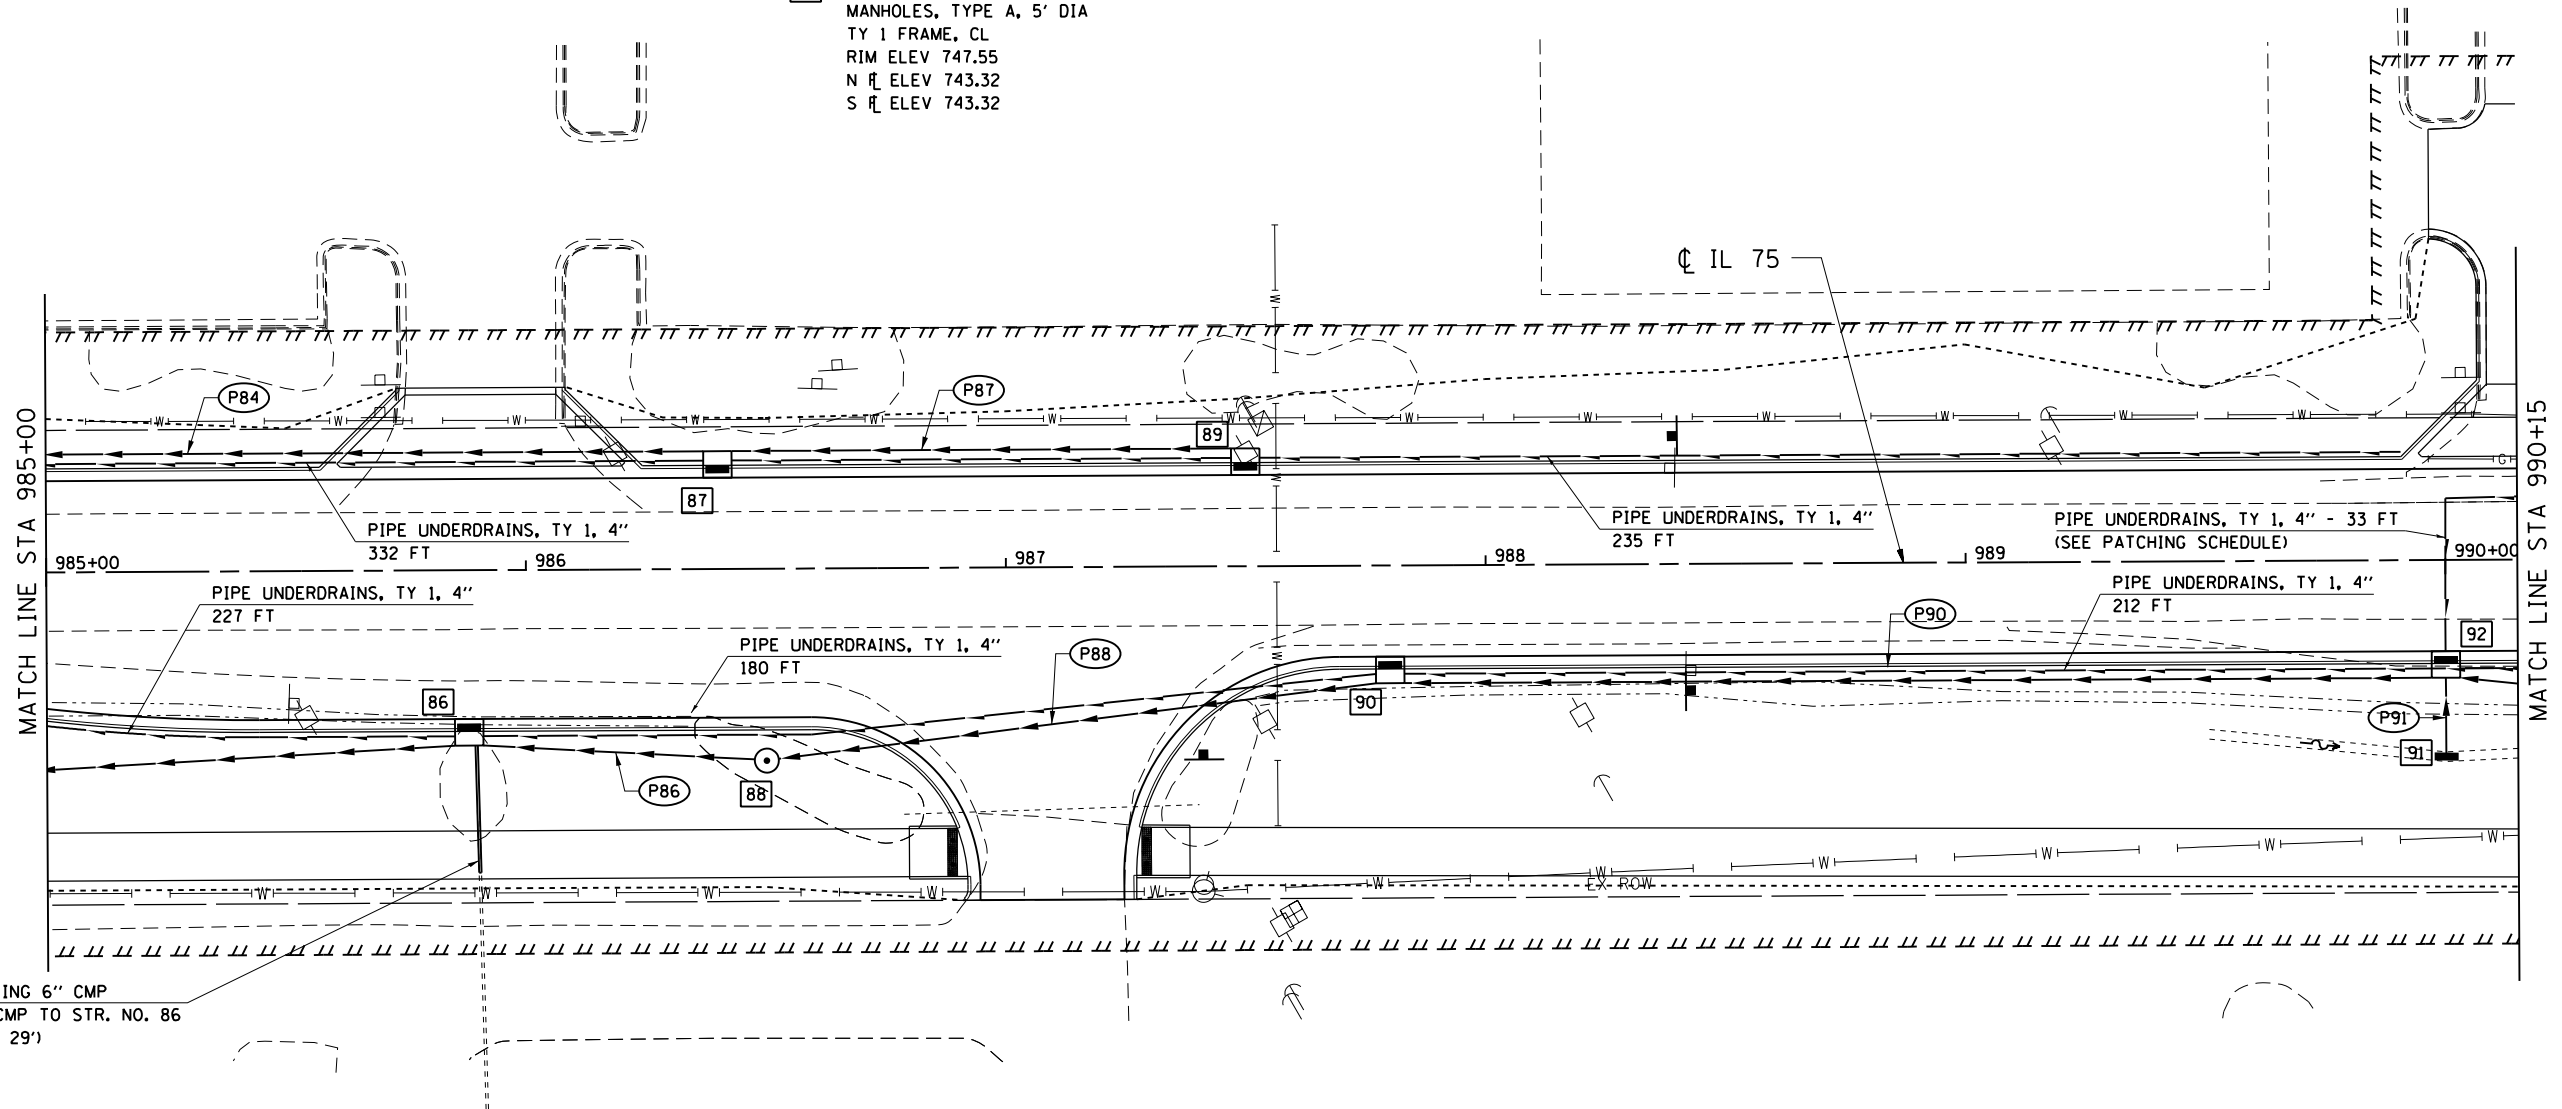 MANHOLES, TYPE A, 5' DIA
TY 1 FRAME, CL
RIM ELEV 747.55
N ELEV 743.32
S ELEV 743.32
℄ IL 75
P84
P87
89
87
MATCH LINE STA 985+00
MATCH LINE STA 990+15
PIPE UNDERDRAINS, TY 1, 4"
332 FT
PIPE UNDERDRAINS, TY 1, 4"
235 FT
PIPE UNDERDRAINS, TY 1, 4" - 33 FT
(SEE PATCHING SCHEDULE)
985+00
986
987
988
989
990+00
PIPE UNDERDRAINS, TY 1, 4"
227 FT
PIPE UNDERDRAINS, TY 1, 4"
212 FT
PIPE UNDERDRAINS, TY 1, 4"
180 FT
P88
P90
92
86
90
P91
91
P86
88
W W W W W W W W W W W W W
G
W W W W W W W W W W W
EX ROW
ING 6" CMP
CMP TO STR. NO. 86
29')